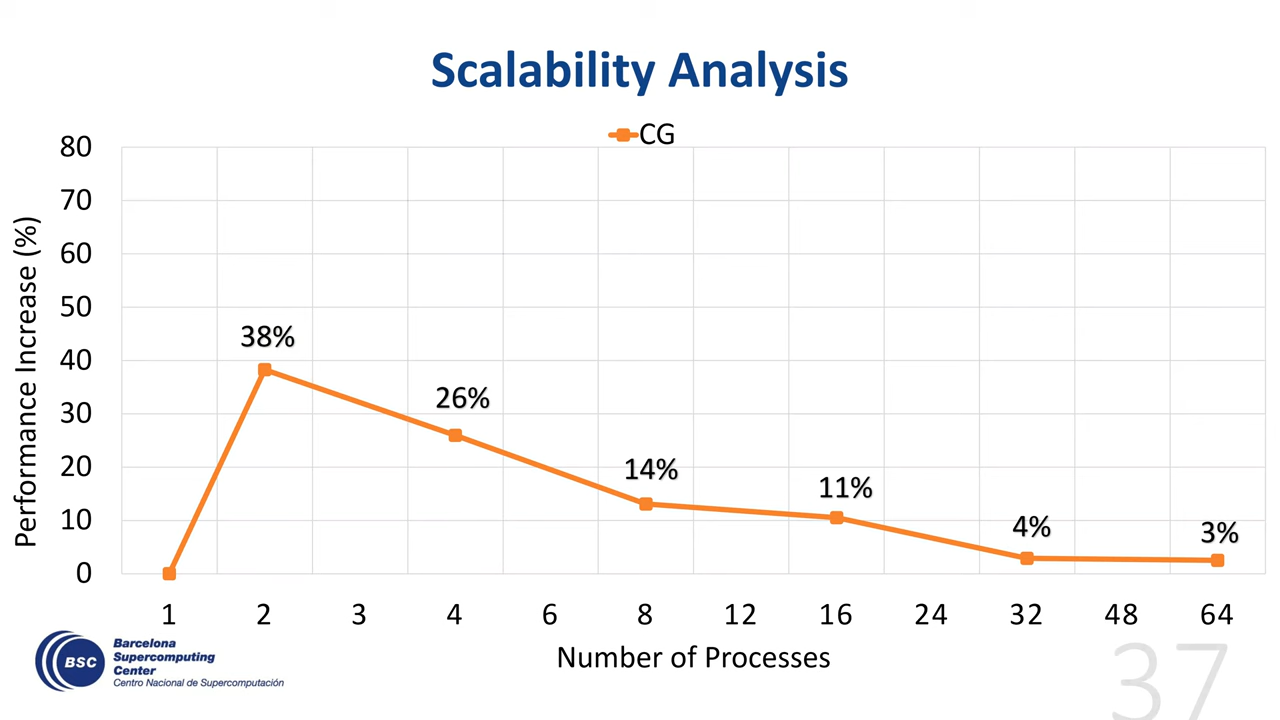 Scalability Analysis
CG
Performance Increase (%)
80
70
60
50
40
30
20
10
0
38%
26%
14%
11%
4%
3%
1 2 3 4 6 8 12 16 24 32 48 64
Number of Processes
BSC
Barcelona
Supercomputing
Center
Centro Nacional de Supercomputación
37